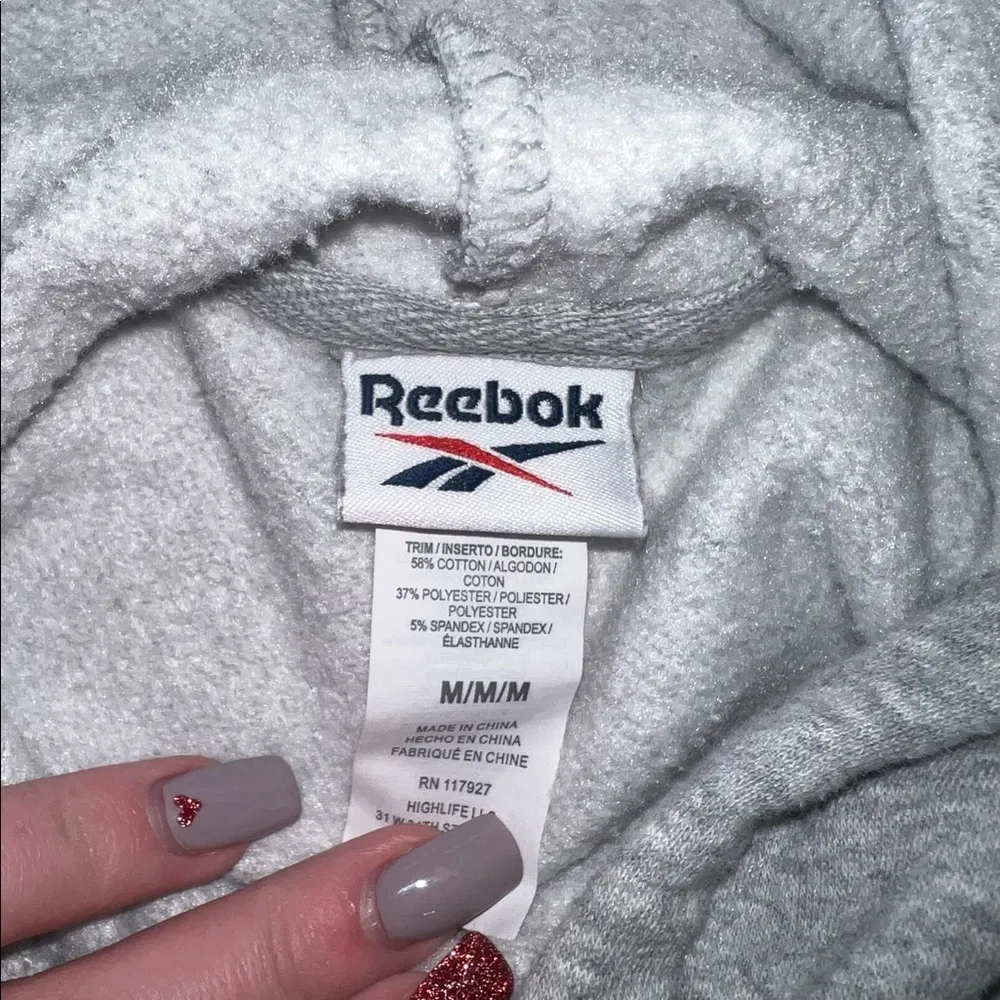 Reebok
TRIM / INSERTO / BORDURE:
58% COTTON / ALGODON /
COTON
37% POLYESTER / POLIESTER /
POLYESTER
5% SPANDEX / SPANDEX /
ÉLASTHANNE
M/M/M
MADE IN CHINA
HECHO EN CHINA
FABRIQUÉ EN CHINE
RN 117927
HIGHLIFE
31 W